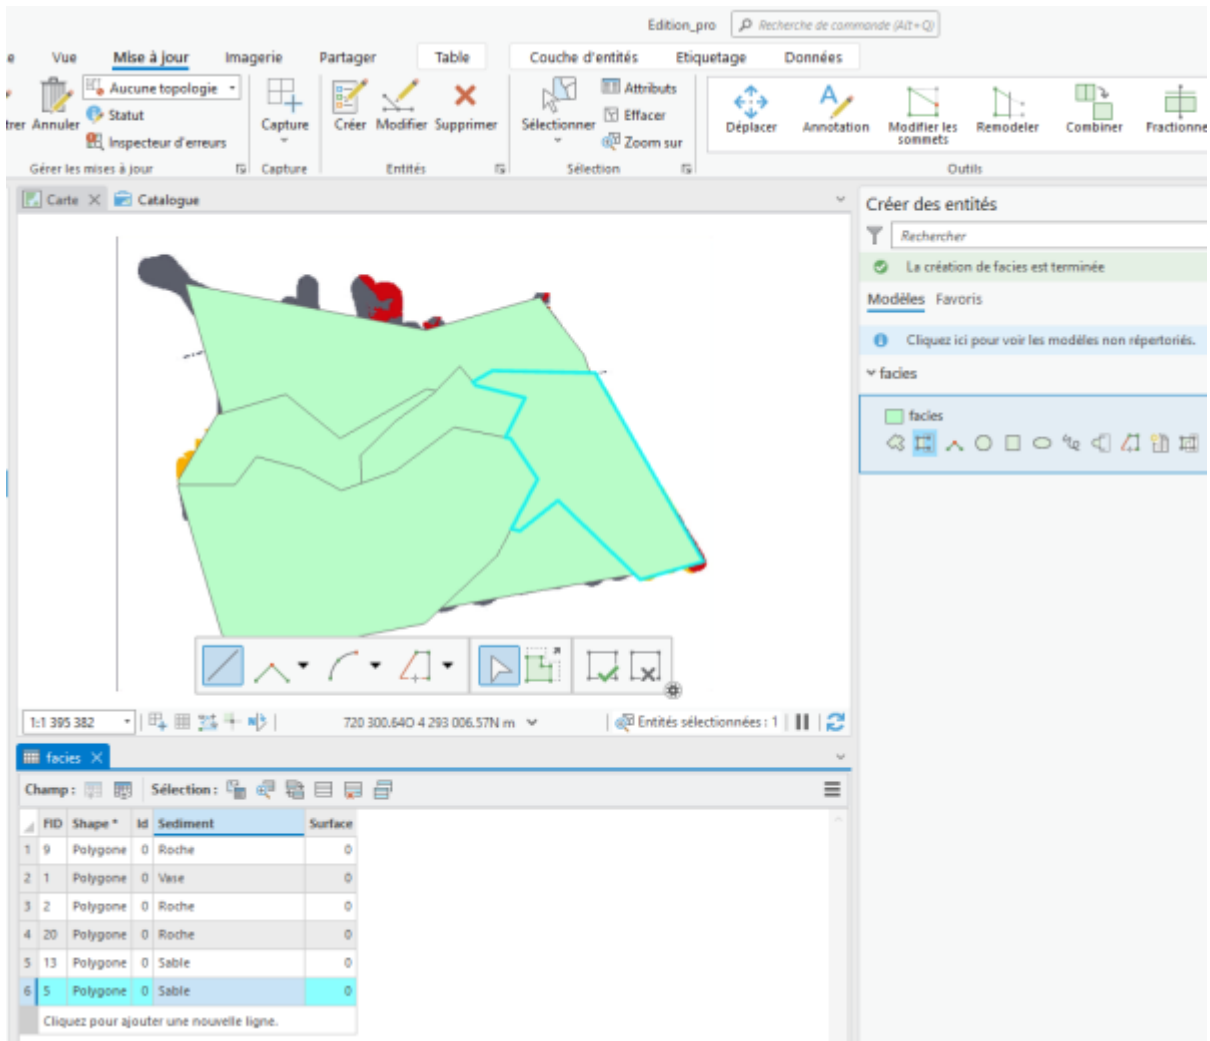 Edition_pro
Recherche de commande (Alt+Q)
Vue Mise à jour Imagerie Partager Table Couche d'entités Etiquetage Données
Aucune topologie
Statut
Inspecteur d'erreurs
Annuler
Gérer les mises à jour
Capture
Capture
Créer Modifier Supprimer
Entités
Sélectionner
Attributs
Effacer
Zoom sur
Sélection
Déplacer Annotation Modifier les sommets Remodeler Combiner Fractionne
Outils
Carte Catalogue
Créer des entités
Rechercher
La création de facies est terminée
Modèles Favoris
Cliquez ici pour voir les modèles non répertoriés.
facies
facies
1:1 395 382
720 300.64O 4 293 006.57N m
Entités sélectionnées : 1
facies
Champ : Sélection :
FID Shape * Id Sediment Surface
1 9 Polygone 0 Roche 0
2 1 Polygone 0 Vase 0
3 2 Polygone 0 Roche 0
4 20 Polygone 0 Roche 0
5 13 Polygone 0 Sable 0
6 5 Polygone 0 Sable 0
Cliquez pour ajouter une nouvelle ligne.